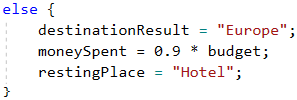 else {
    destinationResult = "Europe";
    moneySpent = 0.9 * budget;
    restingPlace = "Hotel";
}